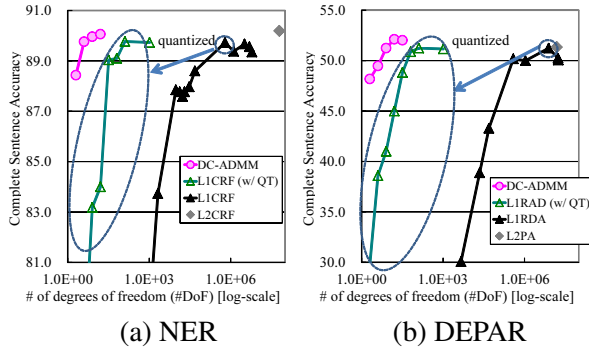 Complete Sentence Accuracy
91.0
89.0
87.0
85.0
83.0
81.0
quantized
DC-ADMM
L1CRF (w/ QT)
L1CRF
L2CRF
1.0E+00 1.0E+03 1.0E+06
# of degrees of freedom (#DoF) [log-scale]
(a) NER
Complete Sentence Accuracy
55.0
50.0
45.0
40.0
35.0
30.0
quantized
DC-ADMM
L1RAD (w/ QT)
L1RDA
L2PA
1.0E+00 1.0E+03 1.0E+06
# of degrees of freedom (#DoF) [log-scale]
(b) DEPAR